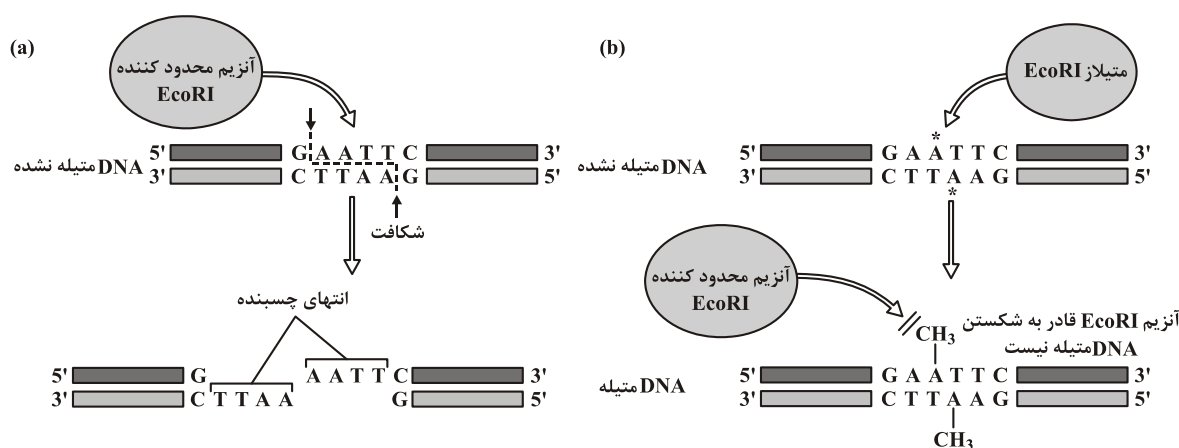 (a)
آنزیم محدود کننده
EcoRI
5' G A A T T C 3'
DNA متیله نشده
3' C T T A A G 5'
شکافت
انتهای چسبنده
5' G A A T T C 3'
3' C T T A A G 5'
(b)
متیلاز EcoRI
*
5' G A A T T C 3'
DNA متیله نشده
3' C T T A A G 5'
*
آنزیم محدود کننده
EcoRI
آنزیم EcoRI قادر به شکستن
DNA متیله نیست
CH3
5' G A A T T C 3'
DNA متیله
3' C T T A A G 5'
CH3